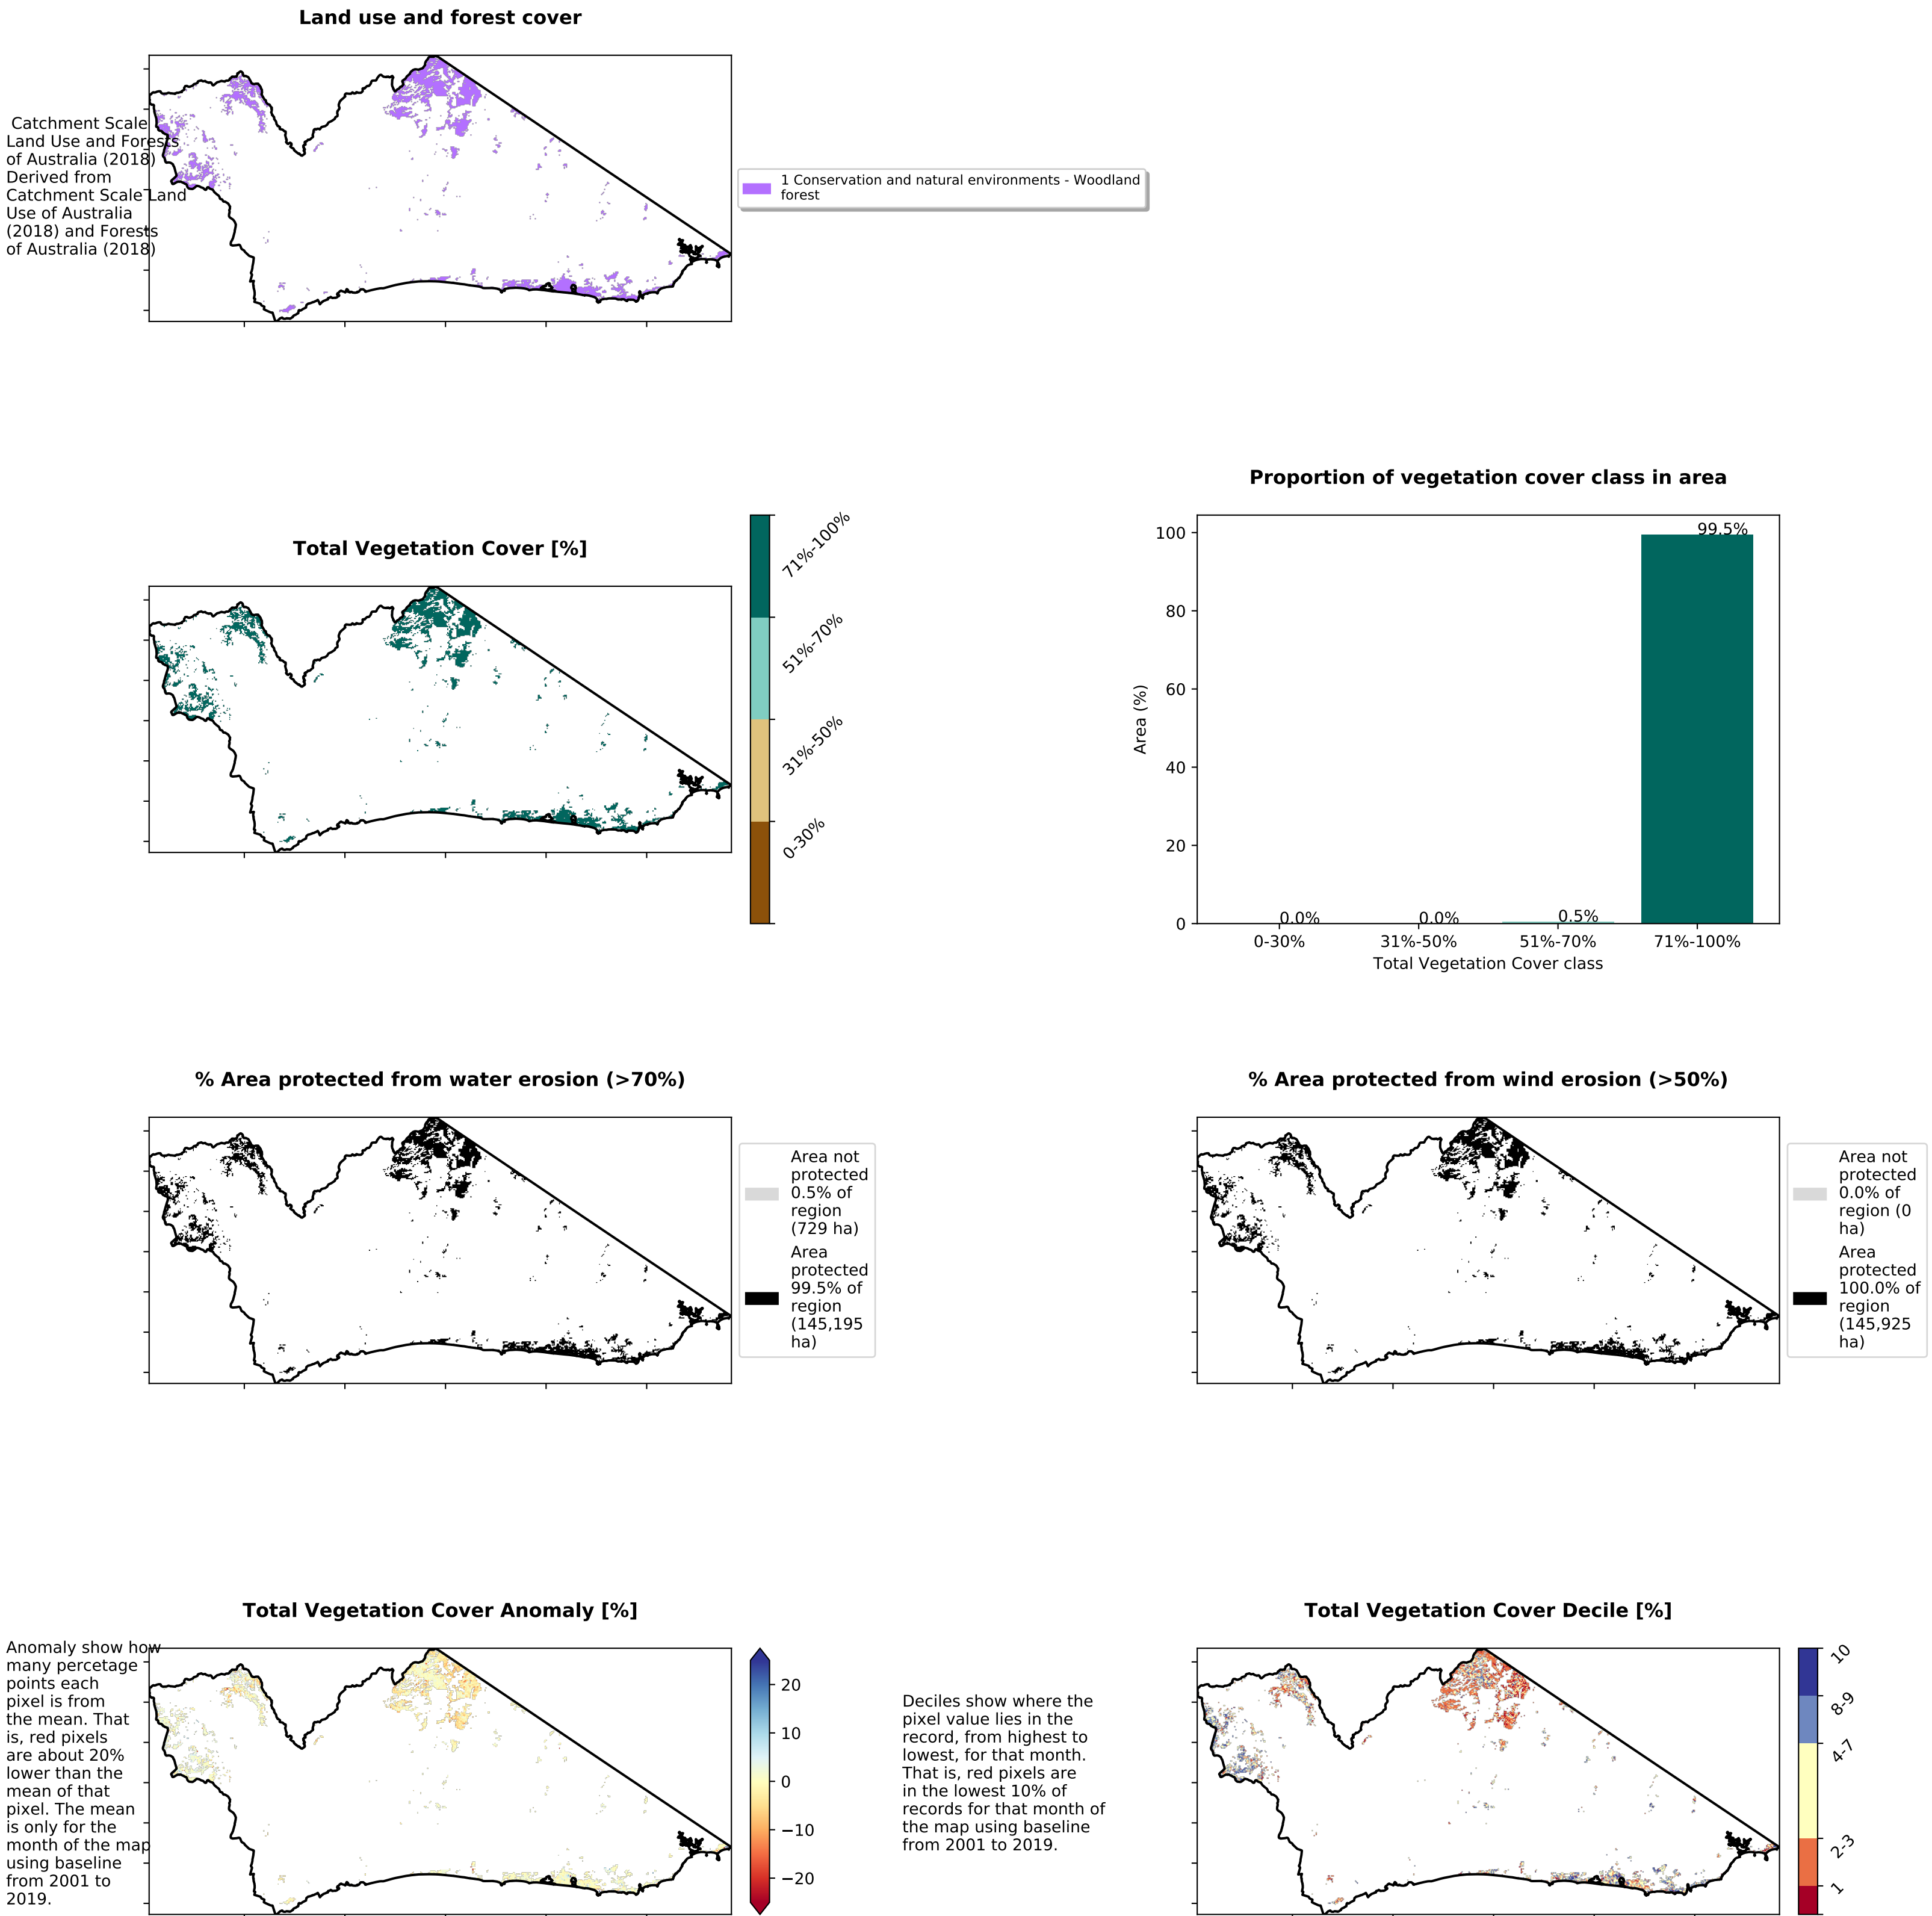 Land use and forest cover
Catchment Scale
Land Use and Forests
of Australia (2018)
Derived from
Catchment Scale Land
Use of Australia
(2018) and Forests
of Australia (2018)
1 Conservation and natural environments - Woodland
forest
Total Vegetation Cover [%]
71%-100%
51%-70%
31%-50%
0-30%
Proportion of vegetation cover class in area
100
80
60
40
20
0
Area (%)
0.0%
0.0%
0.5%
99.5%
0-30%
31%-50%
51%-70%
71%-100%
Total Vegetation Cover class
% Area protected from water erosion (>70%)
Area not
protected
0.5% of
region
(729 ha)
Area
protected
99.5% of
region
(145,195
ha)
% Area protected from wind erosion (>50%)
Area not
protected
0.0% of
region (0
ha)
Area
protected
100.0% of
region
(145,925
ha)
Total Vegetation Cover Anomaly [%]
Anomaly show how
many percetage
points each
pixel is from
the mean. That
is, red pixels
are about 20%
lower than the
mean of that
pixel. The mean
is only for the
month of the map
using baseline
from 2001 to
2019.
20
10
0
−10
−20
Total Vegetation Cover Decile [%]
Deciles show where the
pixel value lies in the
record, from highest to
lowest, for that month.
That is, red pixels are
in the lowest 10% of
records for that month of
the map using baseline
from 2001 to 2019.
10
8-9
4-7
2-3
1